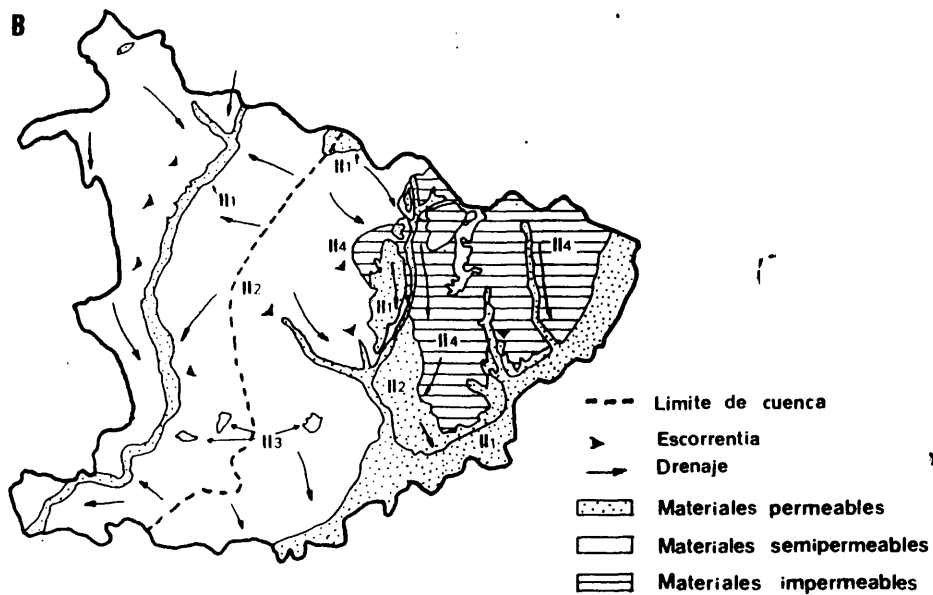 B
II1
II1
II4
II4
II2
II1
II4
II2
II3
II1
Límite de cuenca
Escorrentia
Drenaje
Materiales permeables
Materiales semipermeables
Materiales impermeables